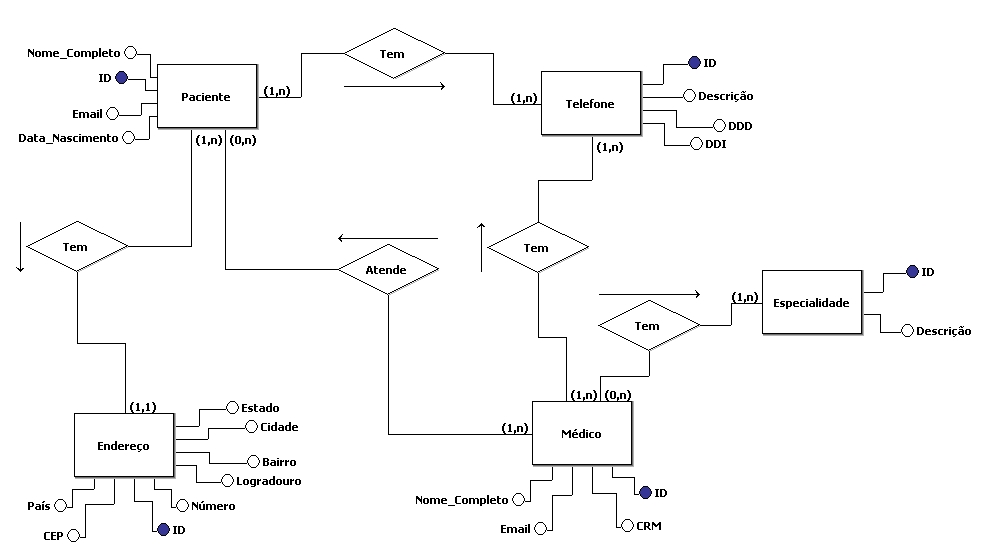 Nome_Completo
ID
Email
Data_Nascimento
Paciente
(1,n)
(1,n)
(0,n)
Tem
(1,n)
Telefone
(1,n)
ID
Descrição
DDD
DDI
Tem
Atende
Tem
Tem
(1,n)
Especialidade
ID
Descrição
(1,1)
Endereço
Estado
Cidade
Bairro
Logradouro
País
CEP
ID
Número
(1,n)
(0,n)
(1,n)
Médico
Nome_Completo
Email
CRM
ID